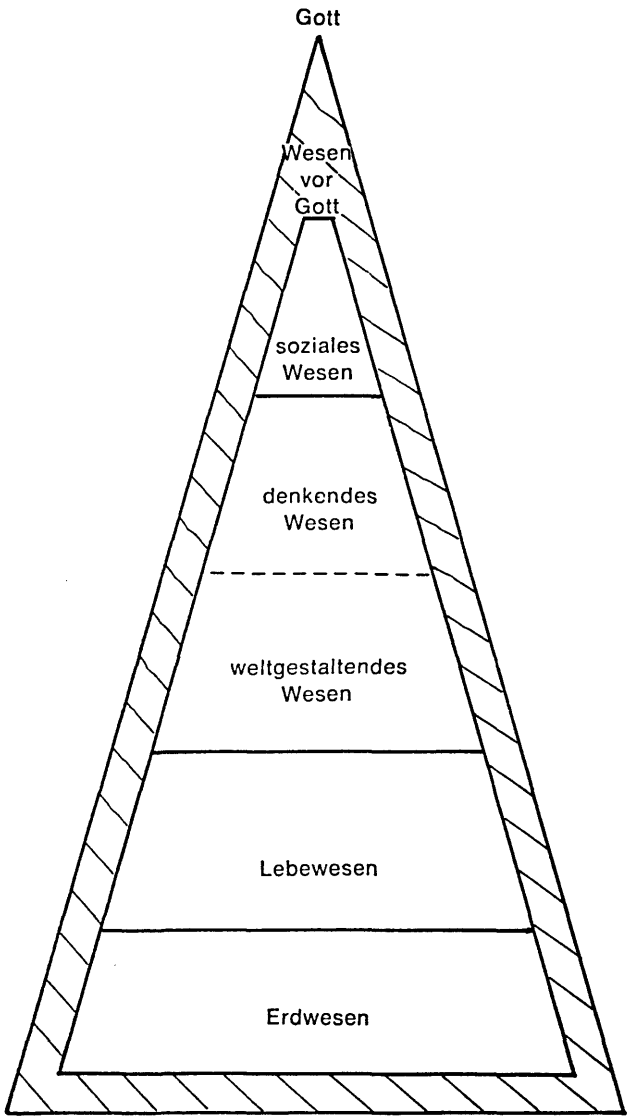 Gott
Wesen
vor
Gott
soziales
Wesen
denkendes
Wesen
weltgestaltendes
Wesen
Lebewesen
Erdwesen